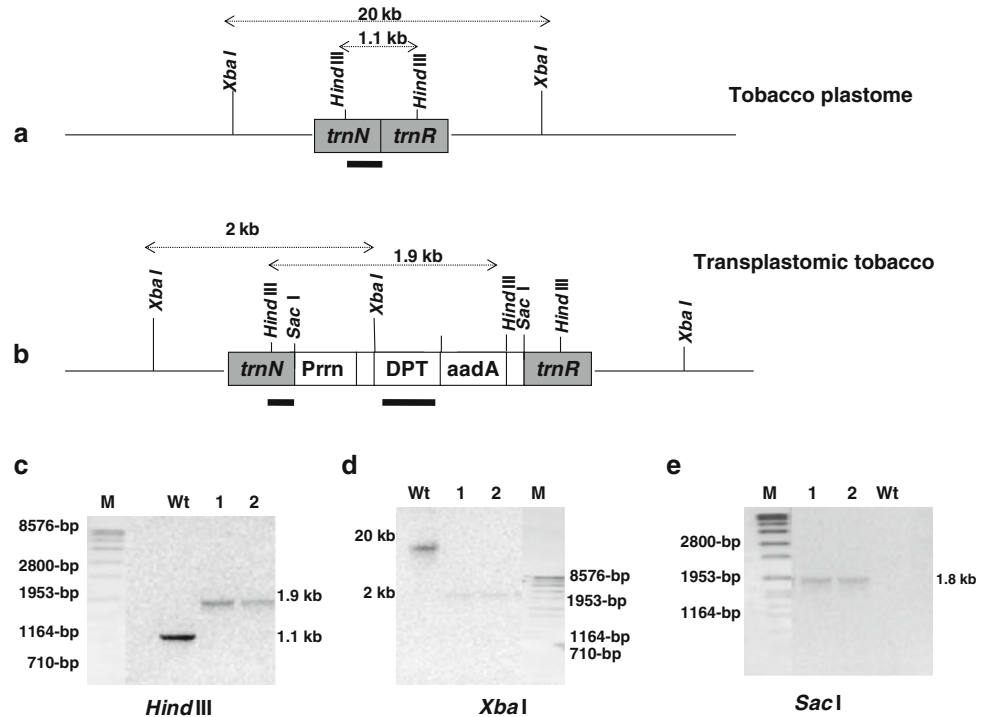 20 kb
1.1 kb
Xba I
Hind III
Hind III
Xba I
Tobacco plastome
a
trnN trnR
2 kb
1.9 kb
Transplastomic tobacco
Xba I
Hind III
Sac I
Xba I
Hind III
Sac I
Hind III
Xba I
b
trnN Prrn DPT aadA trnR
c
M Wt 1 2
8576-bp
2800-bp
1953-bp
1164-bp
710-bp
1.9 kb
1.1 kb
Hind III
d
Wt 1 2 M
20 kb
2 kb
8576-bp
1953-bp
1164-bp
710-bp
Xba I
e
M 1 2 Wt
2800-bp
1953-bp
1164-bp
1.8 kb
Sac I